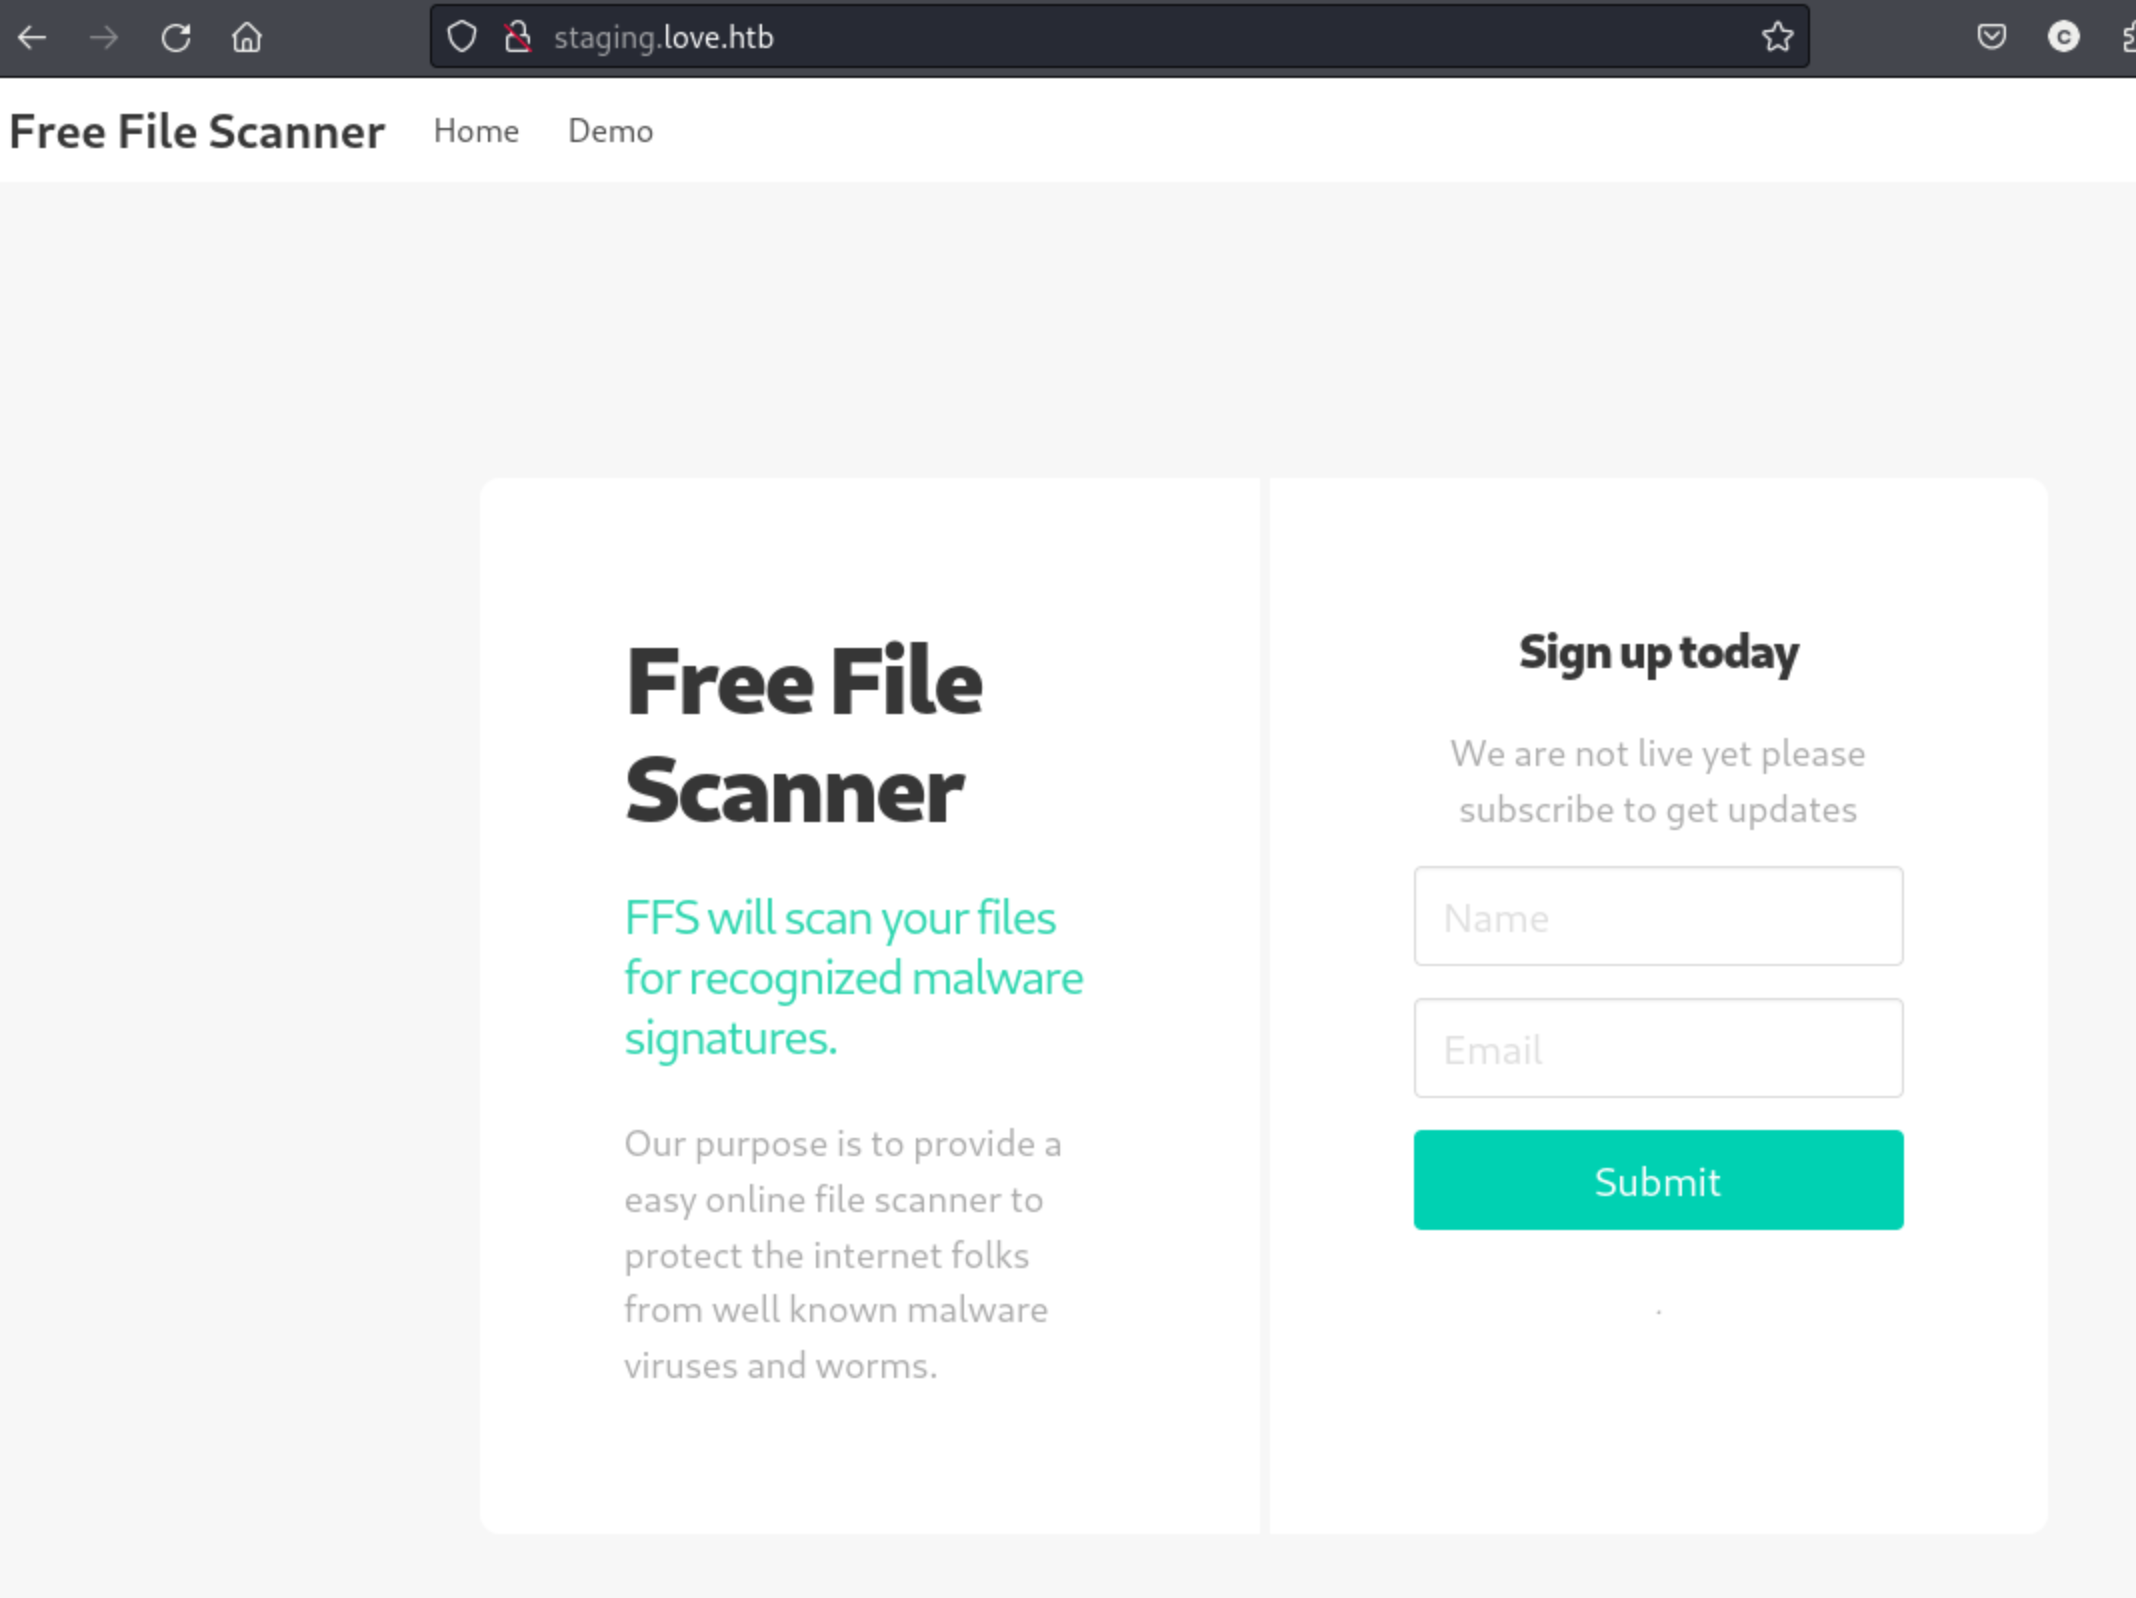 staging.love.htb
Free File Scanner Home Demo
Free File
Scanner
FFS will scan your files
for recognized malware
signatures.
Our purpose is to provide a
easy online file scanner to
protect the internet folks
from well known malware
viruses and worms.
Sign up today
We are not live yet please
subscribe to get updates
Name
Email
Submit
.